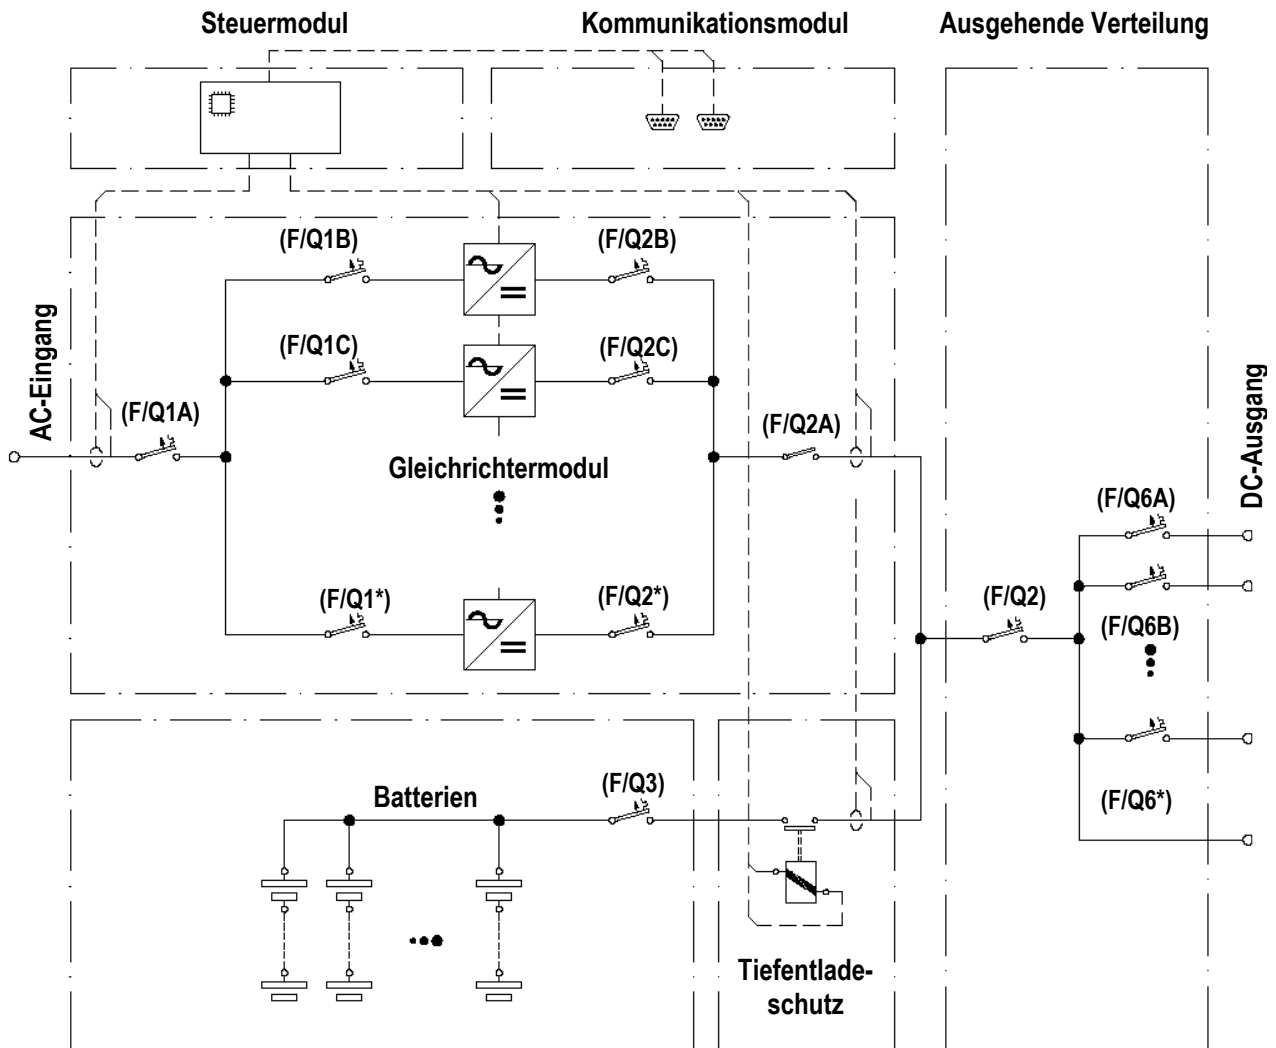 Steuermodul
Kommunikationsmodul
Ausgehende Verteilung
(F/Q1B)
(F/Q2B)
(F/Q1C)
(F/Q2C)
AC-Eingang
(F/Q1A)
(F/Q2A)
Gleichrichtermodul
DC-Ausgang
(F/Q6A)
(F/Q1*)
(F/Q2*)
(F/Q2)
(F/Q6B)
Batterien
(F/Q3)
(F/Q6*)
Tiefentlade-
schutz